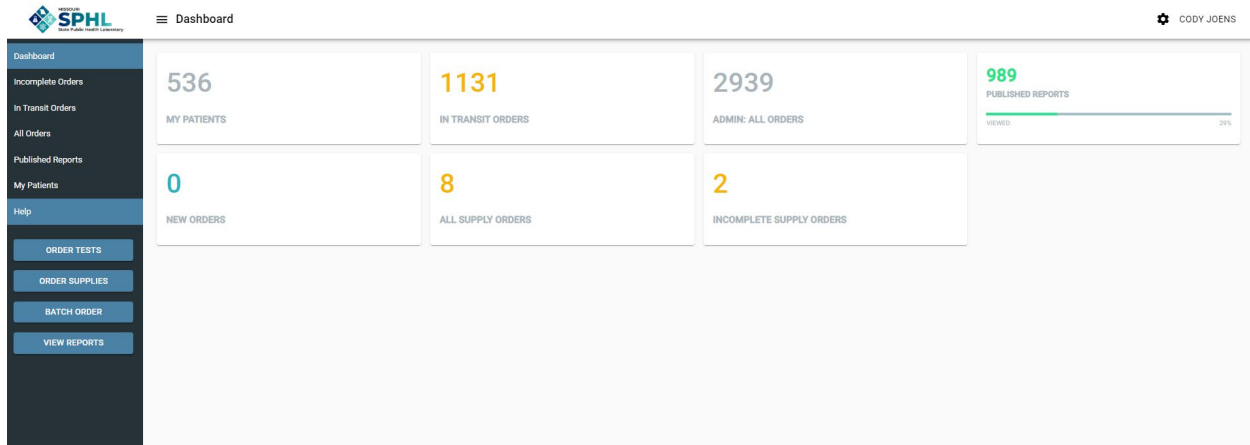 MISSOURI
SPHL
State Public Health Laboratory
Dashboard
CODY JOENS
Dashboard
Incomplete Orders
In Transit Orders
All Orders
Published Reports
My Patients
Help
ORDER TESTS
ORDER SUPPLIES
BATCH ORDER
VIEW REPORTS
536
MY PATIENTS
1131
IN TRANSIT ORDERS
2939
ADMIN: ALL ORDERS
989
PUBLISHED REPORTS
VIEWED 29%
0
NEW ORDERS
8
ALL SUPPLY ORDERS
2
INCOMPLETE SUPPLY ORDERS